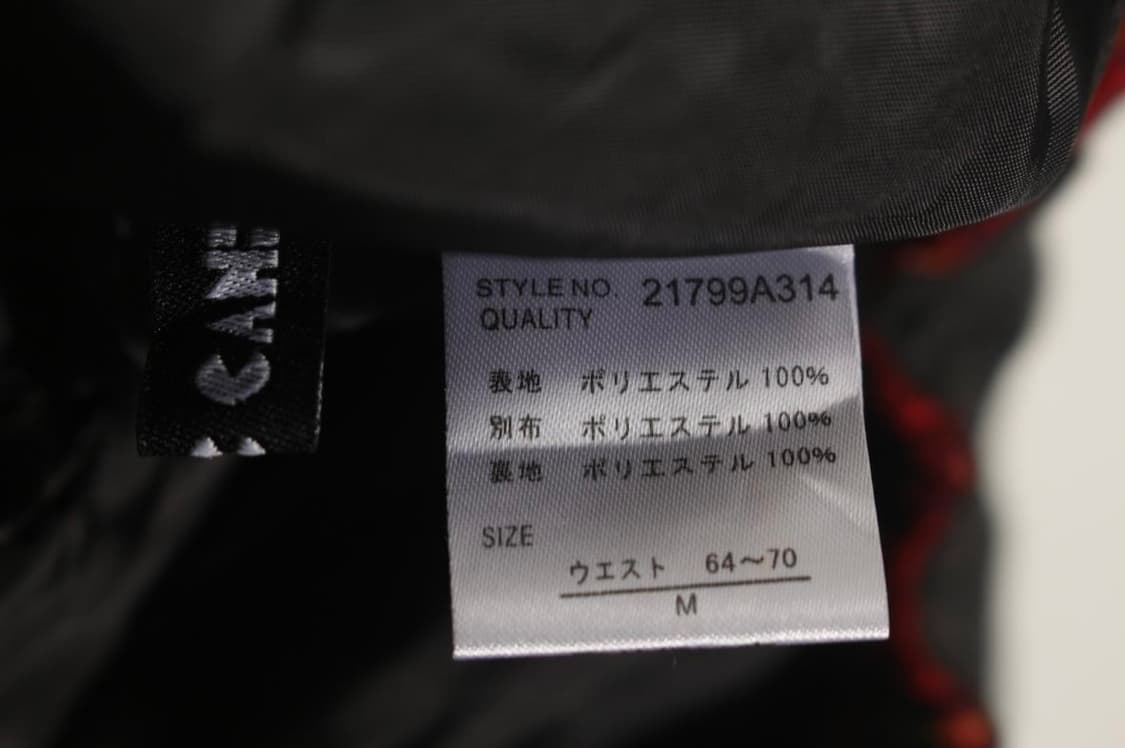 STYLE NO. 21799A314
QUALITY
表地 ポリエステル 100%
別布 ポリエステル 100%
裏地 ポリエステル 100%
SIZE
ウエスト 64〜70
M